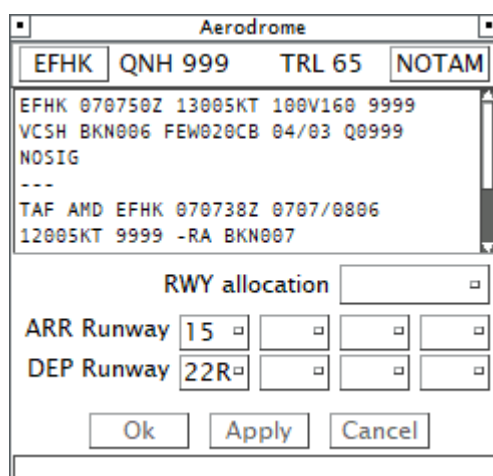 Aerodrome
EFHK QNH 999 TRL 65 NOTAM
EFHK 070750Z 13005KT 100V160 9999
VCSH BKN006 FEW020CB 04/03 Q0999
NOSIG
---
TAF AMD EFHK 070738Z 0707/0806
12005KT 9999 -RA BKN007
RWY allocation
ARR Runway 15
DEP Runway 22R
Ok Apply Cancel